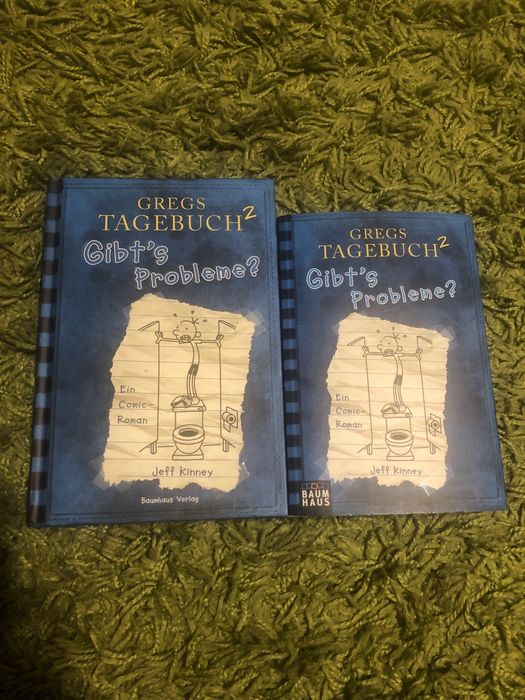 GREGS
TAGEBUCH2
Gibt's
Probleme?
Ein
Comic-
Roman
Jeff Kinney
Baumhaus Verlag
GREGS
TAGEBUCH2
Gibt's
Probleme?
Ein
Comic-
Roman
Jeff Kinney
BAUM
HAUS